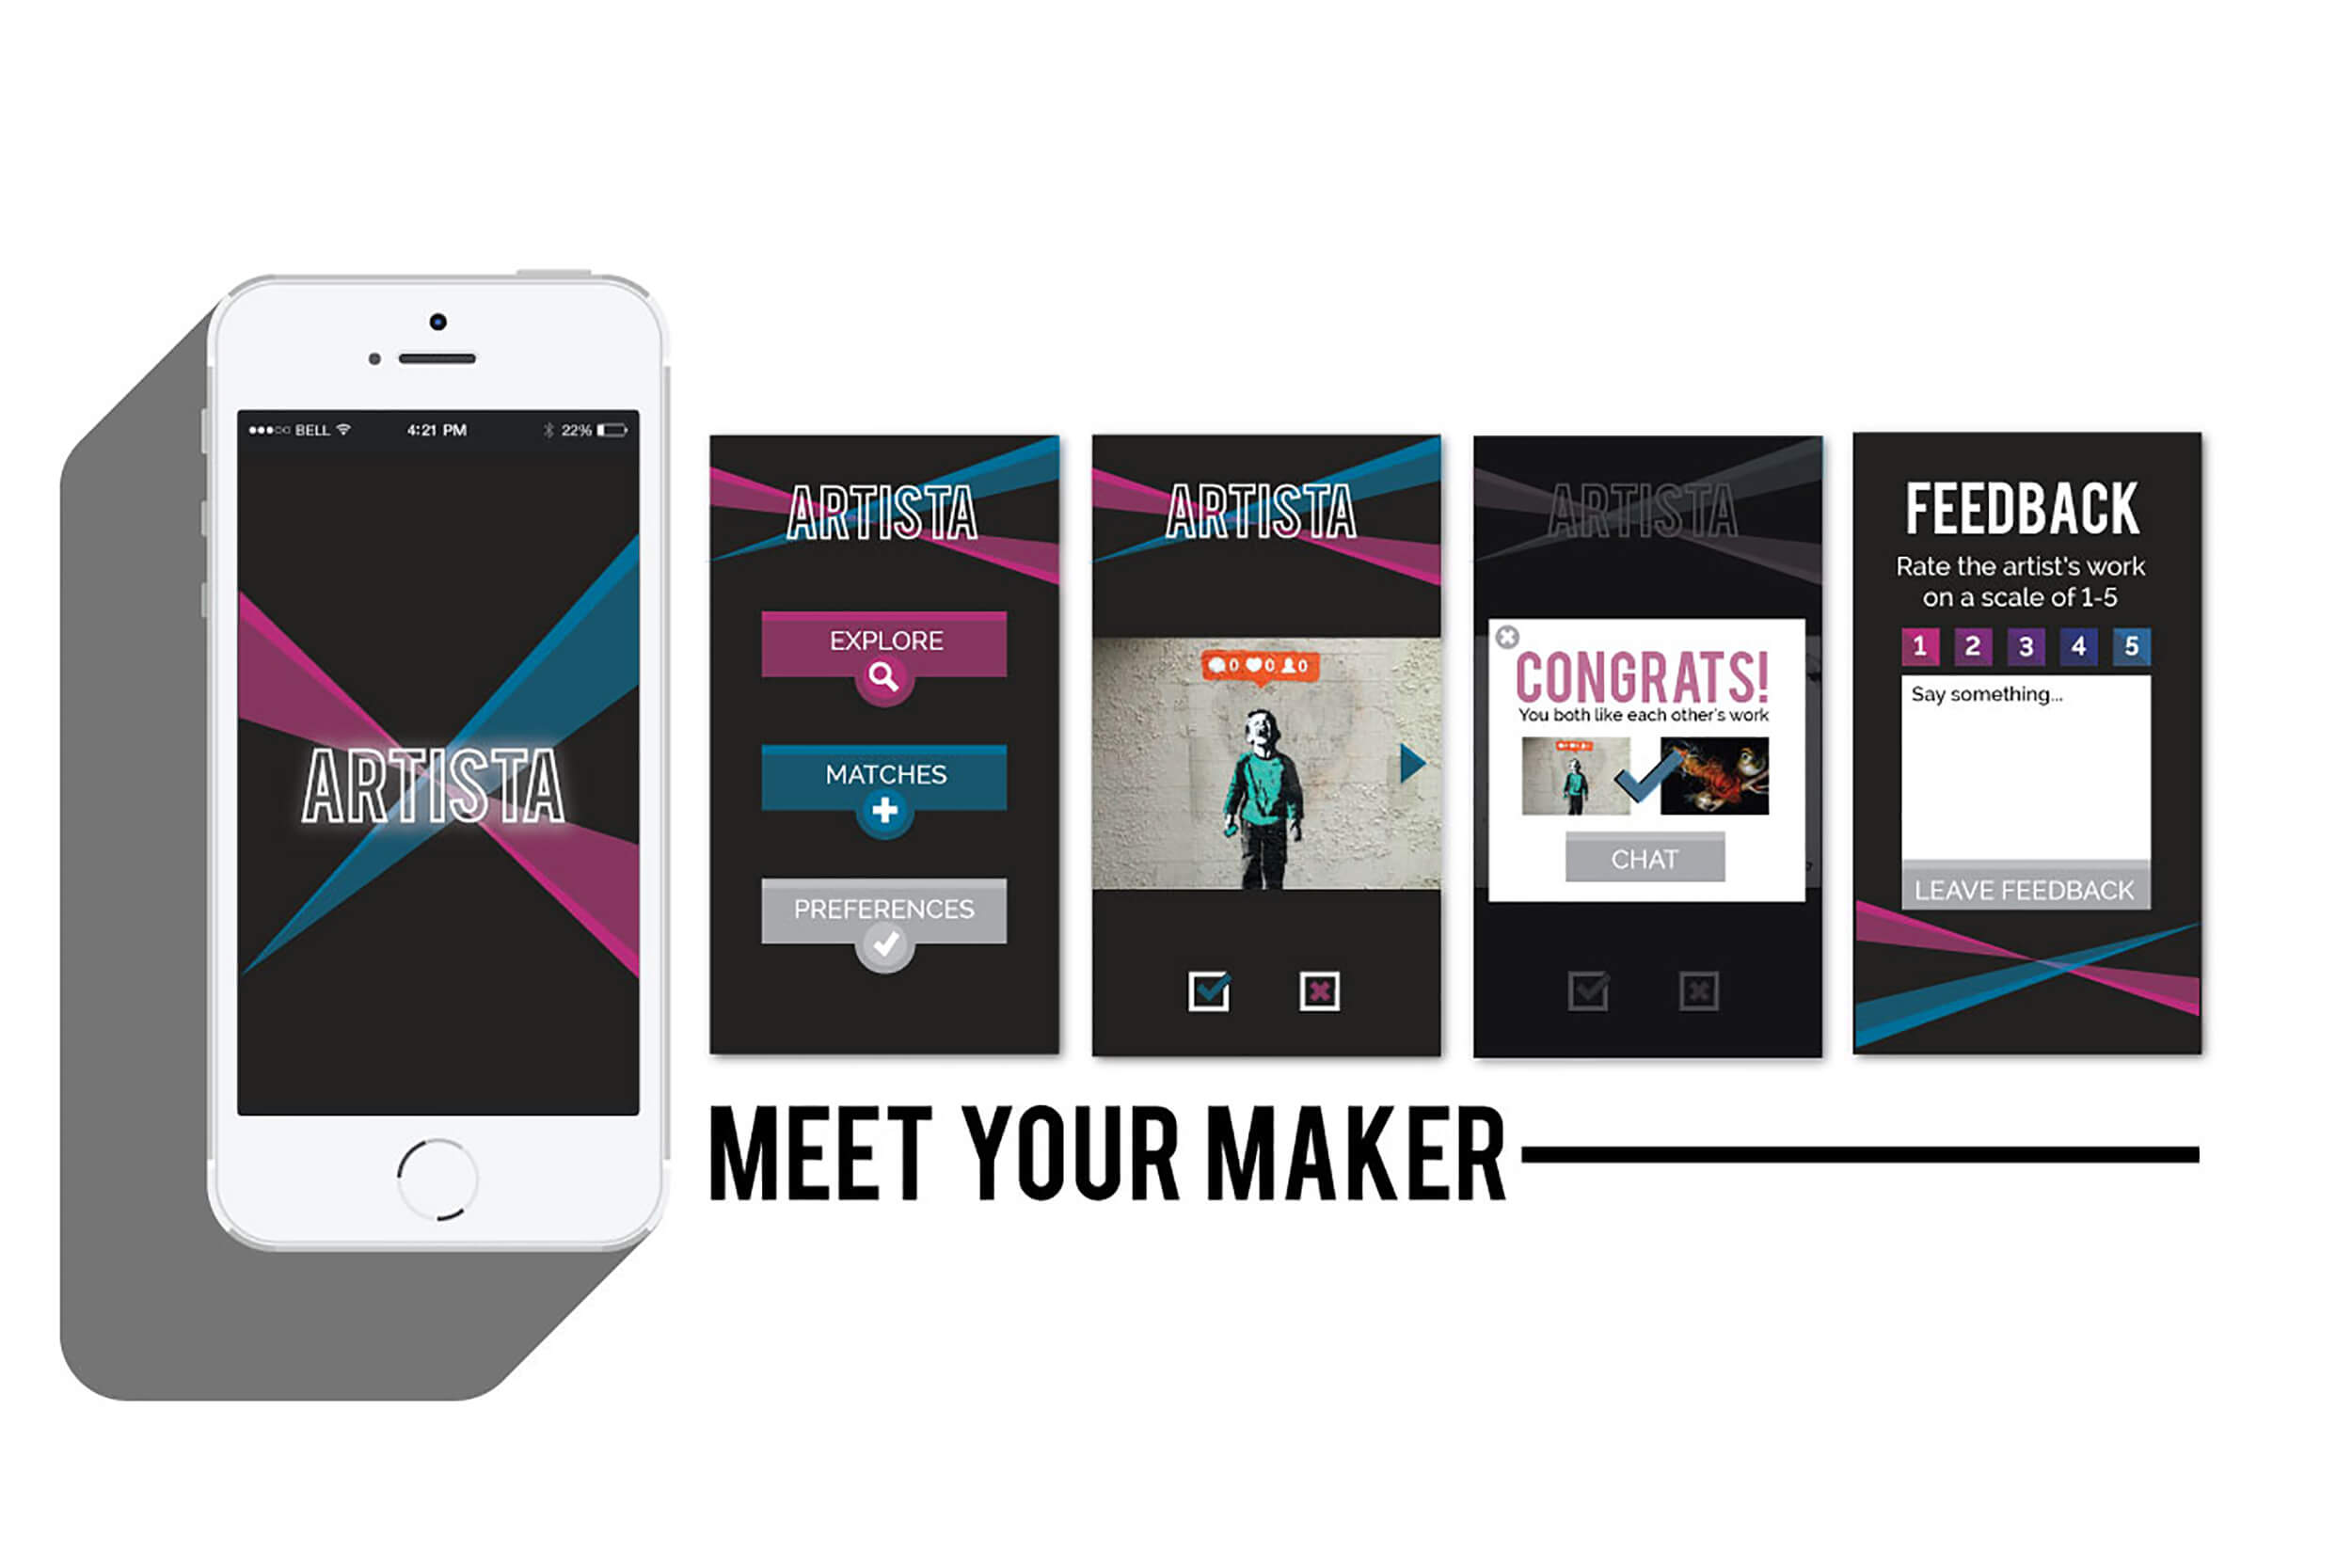 BELL 4:21 PM 22%
ARTISTA
ARTISTA
EXPLORE
MATCHES
PREFERENCES
ARTISTA
0 0 0
ARTISTA
CONGRATS!
You both like each other's work
CHAT
FEEDBACK
Rate the artist's work
on a scale of 1-5
1 2 3 4 5
Say something...
LEAVE FEEDBACK
MEET YOUR MAKER